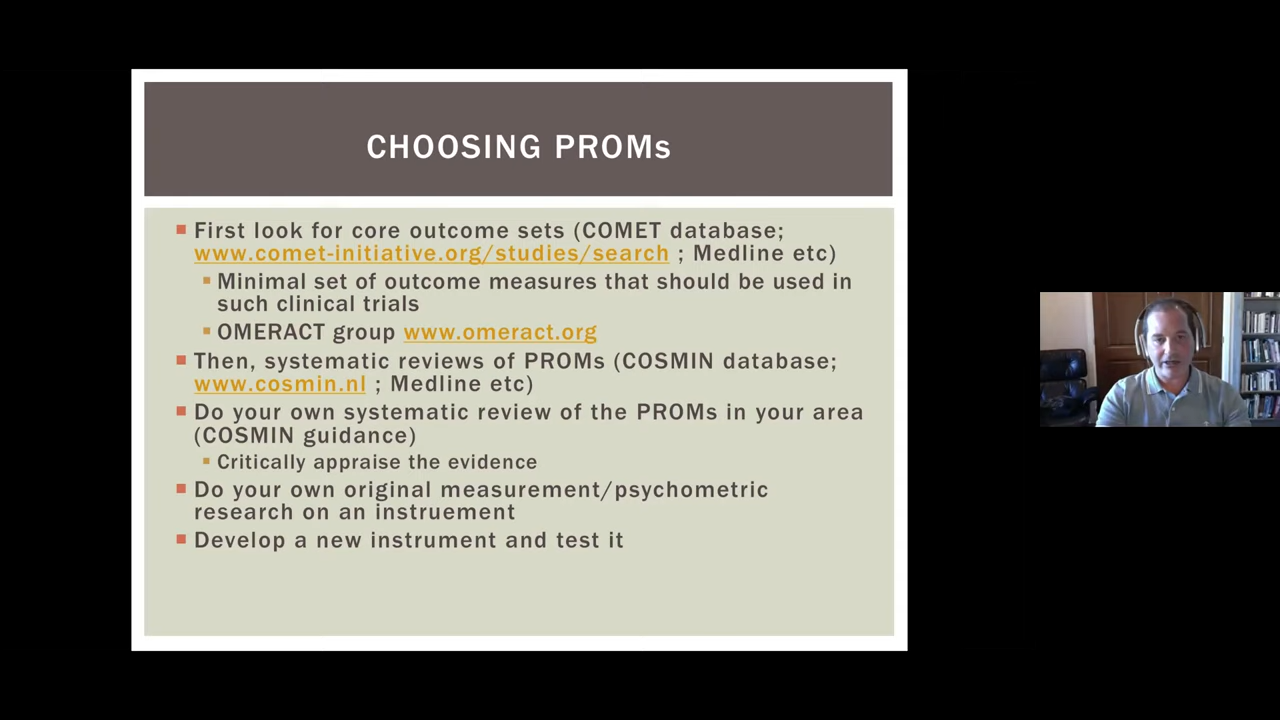 CHOOSING PROMs
First look for core outcome sets (COMET database;
www.comet-initiative.org/studies/search ; Medline etc)
Minimal set of outcome measures that should be used in
such clinical trials
OMERACT group www.omeract.org
Then, systematic reviews of PROMs (COSMIN database;
www.cosmin.nl ; Medline etc)
Do your own systematic review of the PROMs in your area
(COSMIN guidance)
Critically appraise the evidence
Do your own original measurement/psychometric
research on an instruement
Develop a new instrument and test it